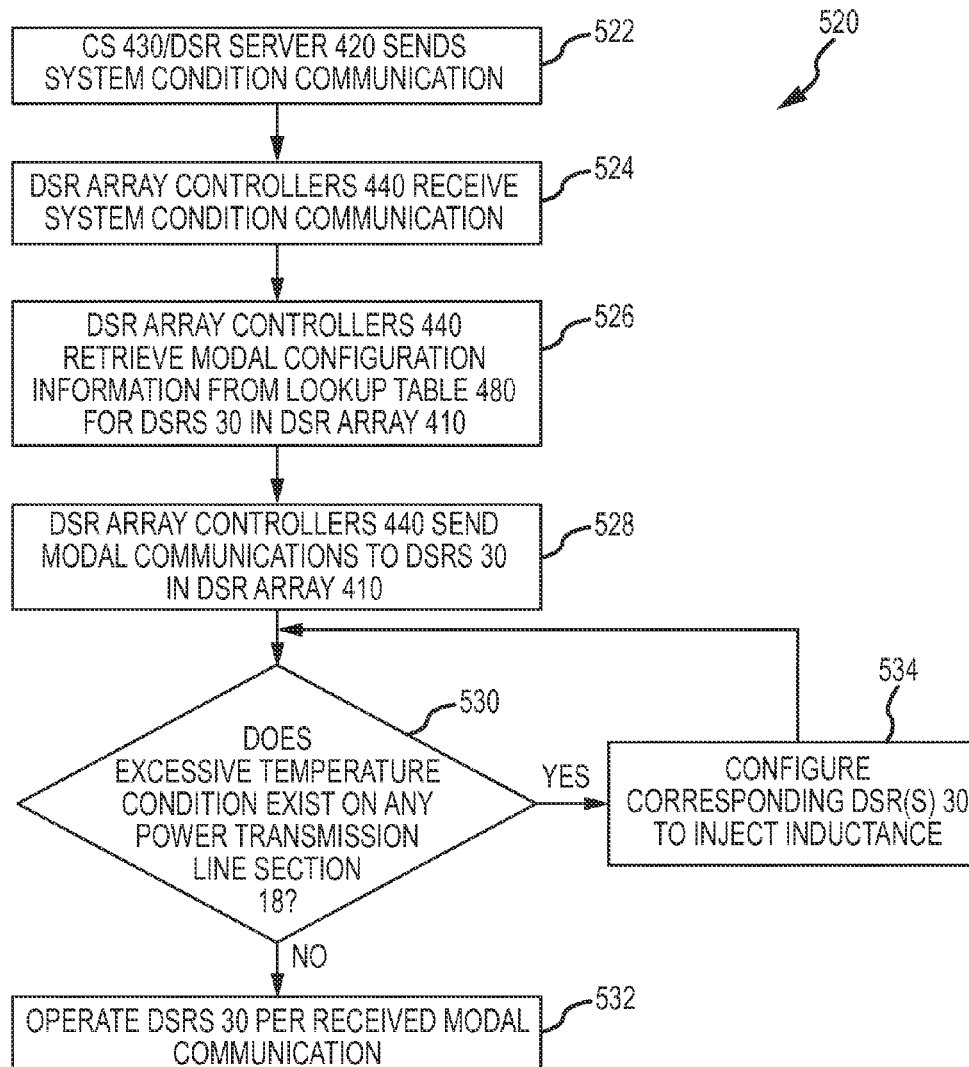 CS 430/DSR SERVER 420 SENDS
SYSTEM CONDITION COMMUNICATION
522
520
DSR ARRAY CONTROLLERS 440 RECEIVE
SYSTEM CONDITION COMMUNICATION
524
DSR ARRAY CONTROLLERS 440
RETRIEVE MODAL CONFIGURATION
INFORMATION FROM LOOKUP TABLE 480
FOR DSRS 30 IN DSR ARRAY 410
526
DSR ARRAY CONTROLLERS 440 SEND
MODAL COMMUNICATIONS TO DSRS 30
IN DSR ARRAY 410
528
DOES
EXCESSIVE TEMPERATURE
CONDITION EXIST ON ANY
POWER TRANSMISSION
LINE SECTION
18?
530
YES
CONFIGURE
CORRESPONDING DSR(S) 30
TO INJECT INDUCTANCE
534
NO
OPERATE DSRS 30 PER RECEIVED MODAL
COMMUNICATION
532